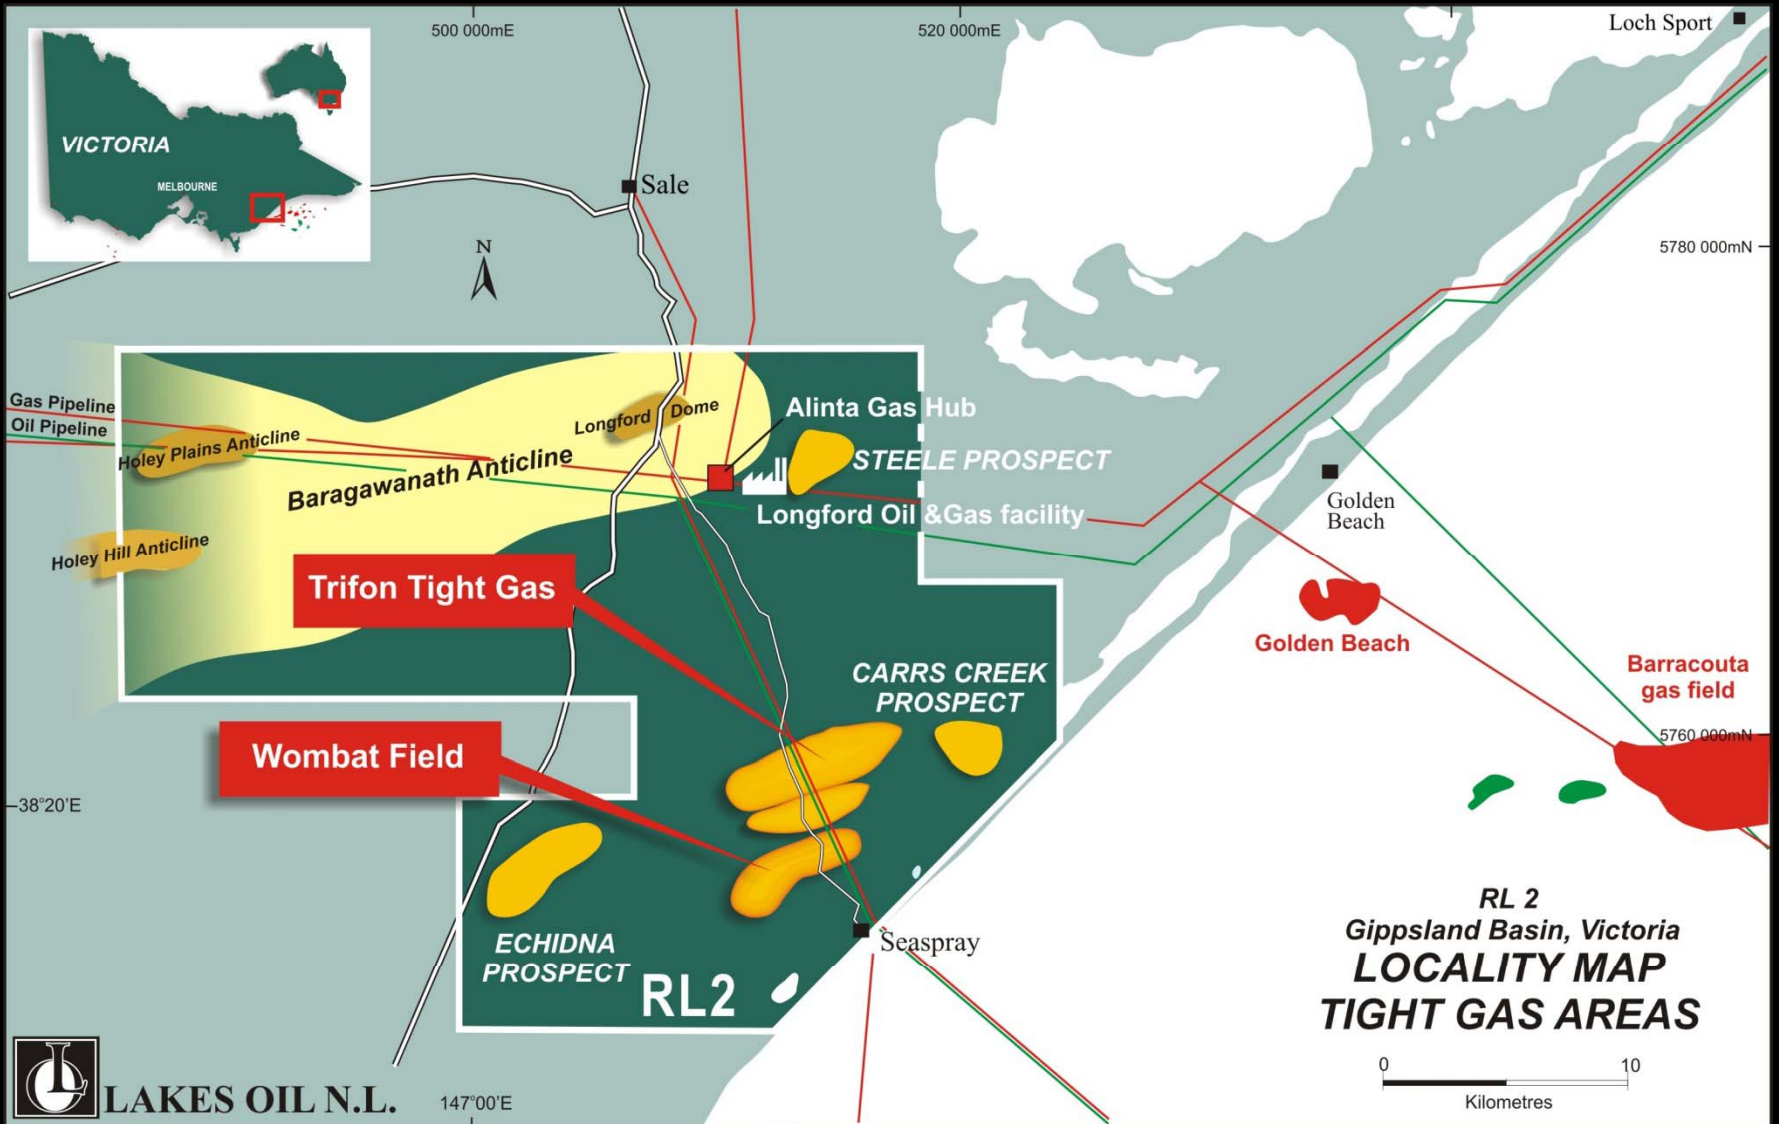 500 000mE
520 000mE
Loch Sport
VICTORIA
MELBOURNE
Sale
N
5780 000mN
Gas Pipeline
Oil Pipeline
Holey Plains Anticline
Longford Dome
Alinta Gas Hub
Baragawanath Anticline
STEELE PROSPECT
Longford Oil &Gas facility
Golden
Beach
Holey Hill Anticline
Trifon Tight Gas
Golden Beach
CARRS CREEK
PROSPECT
Barracouta
gas field
5760 000mN
Wombat Field
38°20'E
ECHIDNA
PROSPECT
RL2
Seaspray
RL 2
Gippsland Basin, Victoria
LOCALITY MAP
TIGHT GAS AREAS
0 10
Kilometres
LAKES OIL N.L.
147°00'E